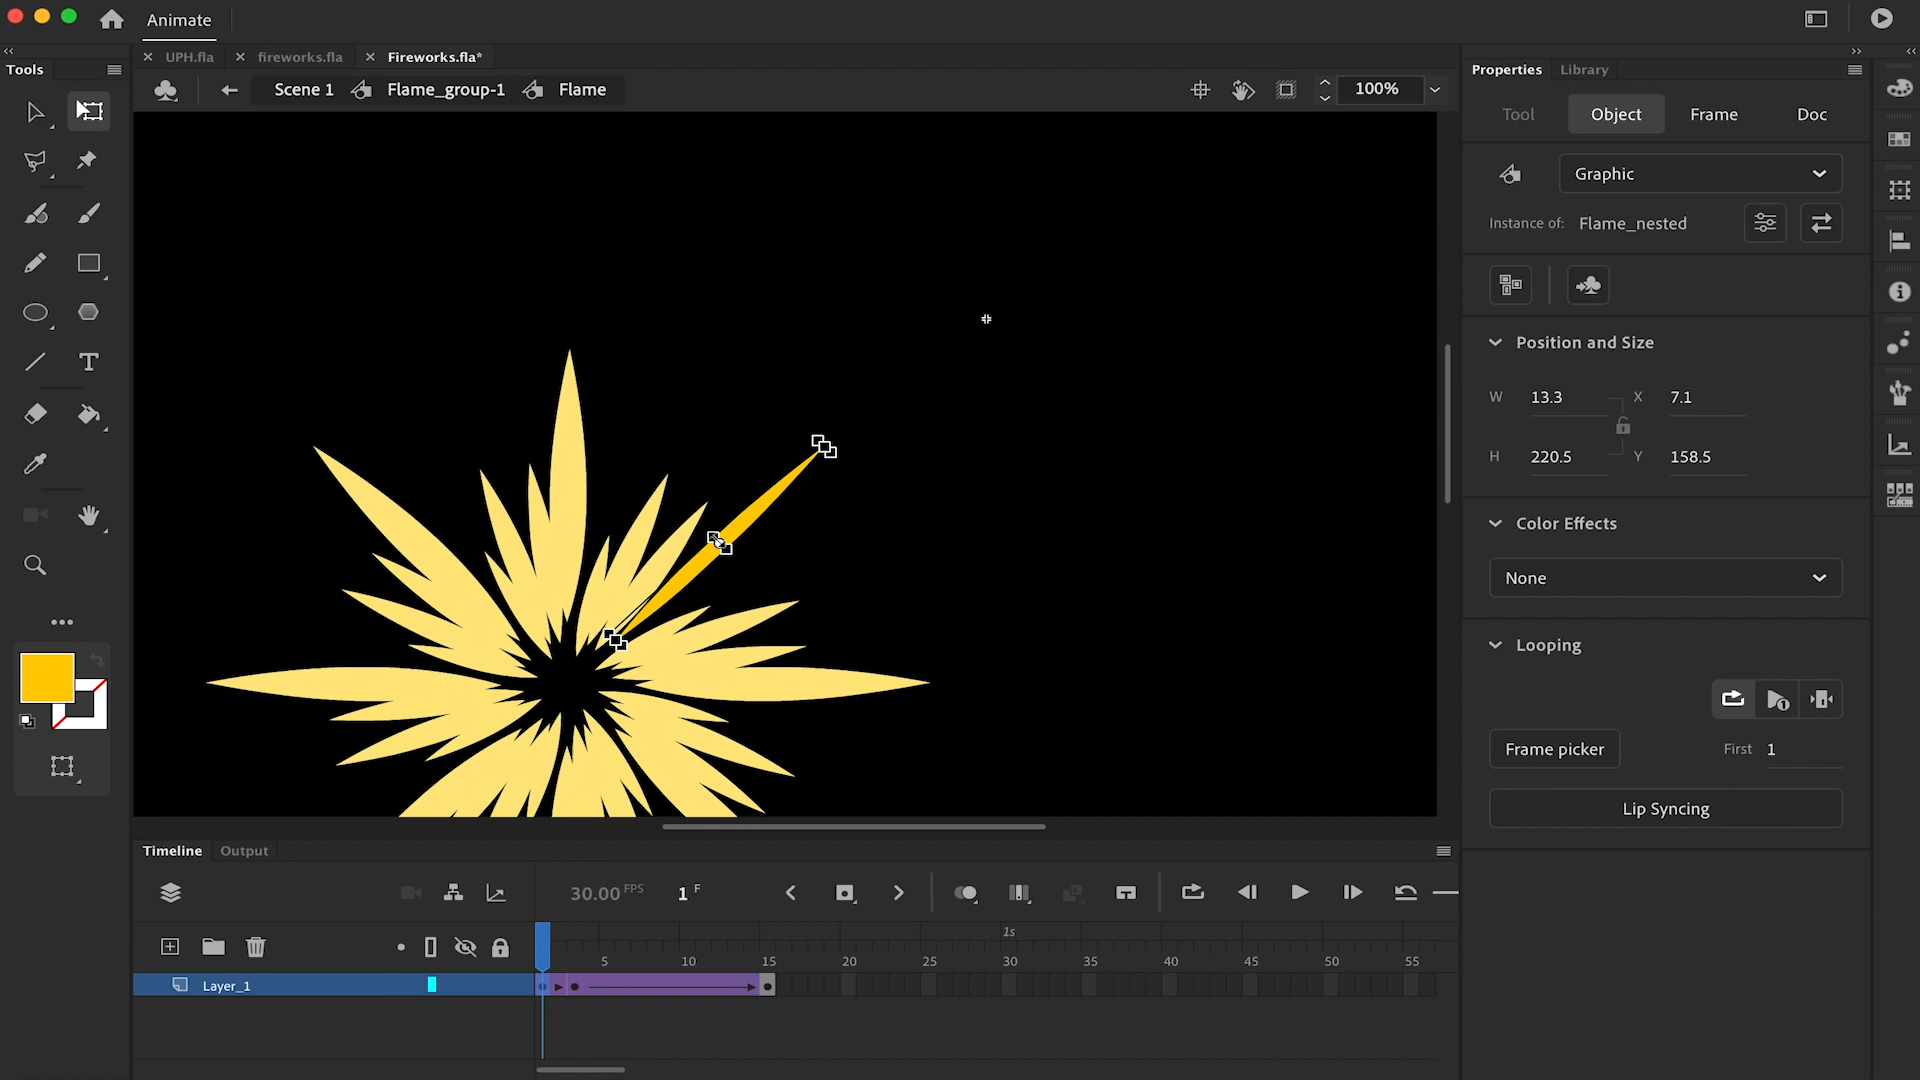 Animate
UPH.fla
fireworks.fla
Fireworks.fla*
Tools
Scene 1
Flame_group-1
Flame
100%
Properties
Library
Tool
Object
Frame
Doc
Graphic
Instance of:
Flame_nested
Position and Size
W
13.3
X
7.1
H
220.5
Y
158.5
Color Effects
None
Looping
Frame picker
First
1
Lip Syncing
Timeline
Output
30.00 FPS
1 F
1s
5
10
15
20
25
30
35
40
45
50
55
Layer_1